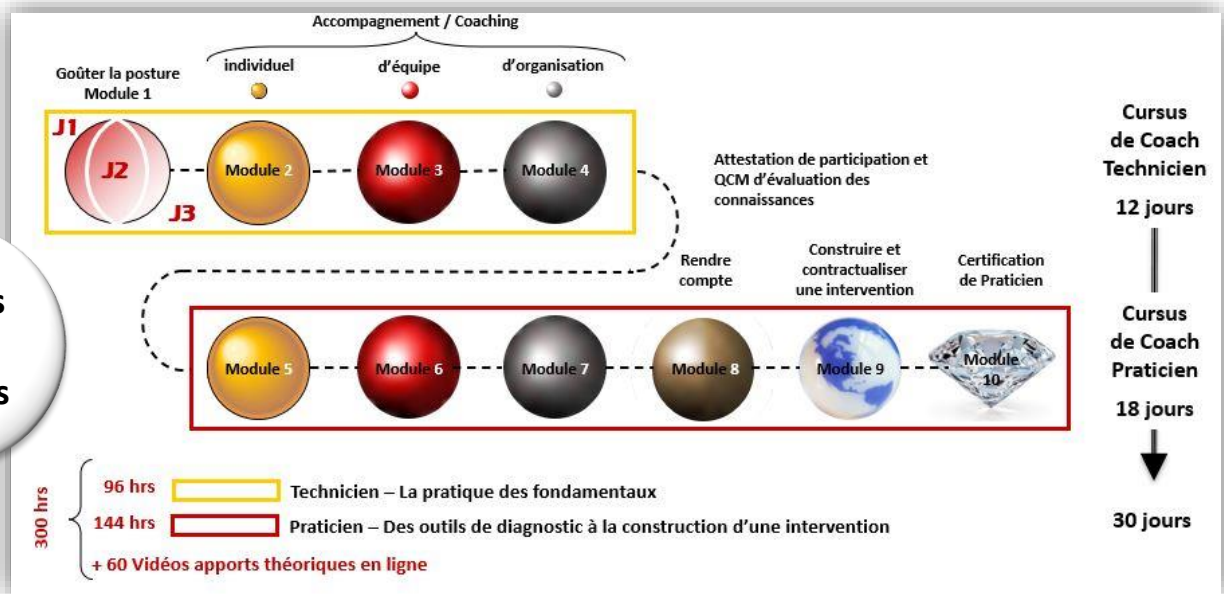 Accompagnement / Coaching
Goûter la posture
Module 1
individuel
d'équipe
d'organisation
J1
J2
J3
Module 2
Module 3
Module 4
Attestation de participation et
QCM d'évaluation des
connaissances
Cursus
de Coach
Technicien
12 jours
Rendre
compte
Construire et
contractualiser
une intervention
Certification
de Praticien
Module 5
Module 6
Module 7
Module 8
Module 9
Module
10
Cursus
de Coach
Praticien
18 jours
30 jours
300 hrs
96 hrs
Technicien – La pratique des fondamentaux
144 hrs
Praticien – Des outils de diagnostic à la construction d'une intervention
+ 60 Vidéos apports théoriques en ligne